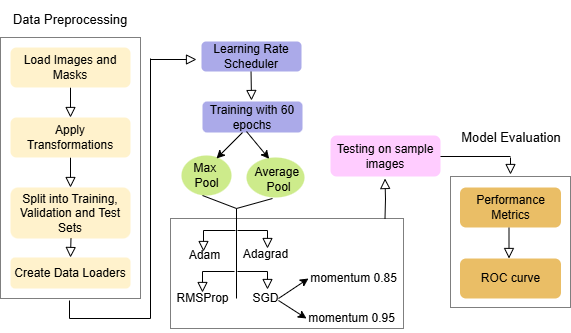 Data Preprocessing
Load Images and
Masks
Apply
Transformations
Split into Training,
Validation and Test
Sets
Create Data Loaders
Learning Rate
Scheduler
Training with 60
epochs
Max
Pool
Average
Pool
Adam
Adagrad
RMSProp
SGD
momentum 0.85
momentum 0.95
Testing on sample
images
Model Evaluation
Performance
Metrics
ROC curve